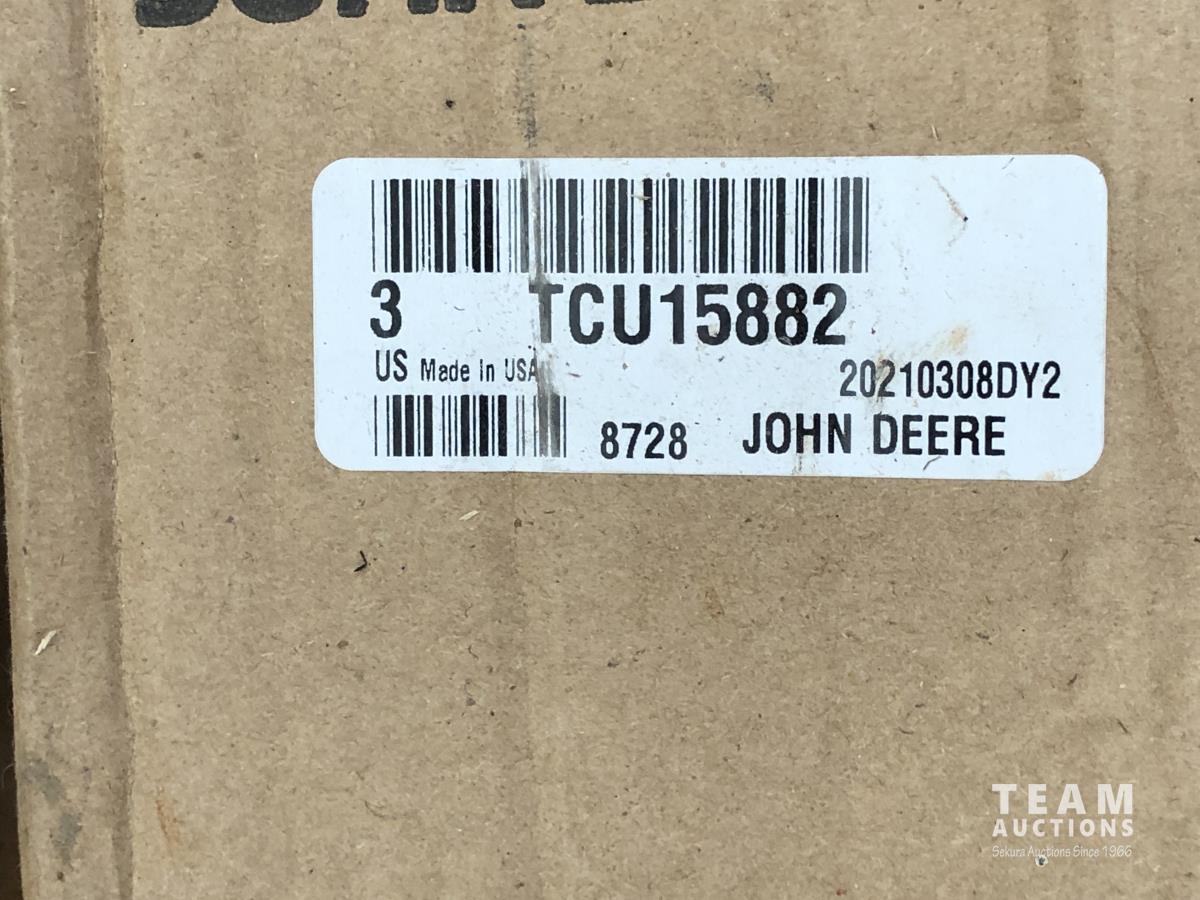 3 TCU15882
US Made In USA
20210308DY2
8728 JOHN DEERE
TEAM
AUCTIONS
Sekura Auctions Since 1966